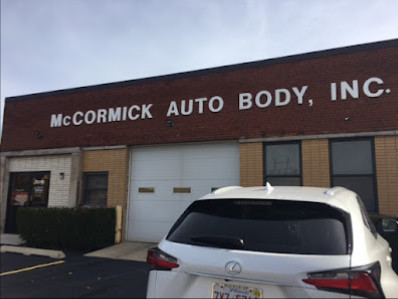 McCORMICK AUTO BODY, INC.